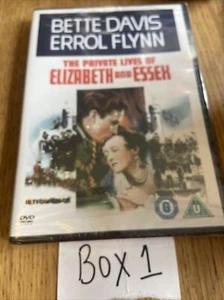 BETTE DAVIS
ERROL FLYNN
THE PRIVATE LIVES OF
ELIZABETH AND ESSEX
DVD
U
BOX 1